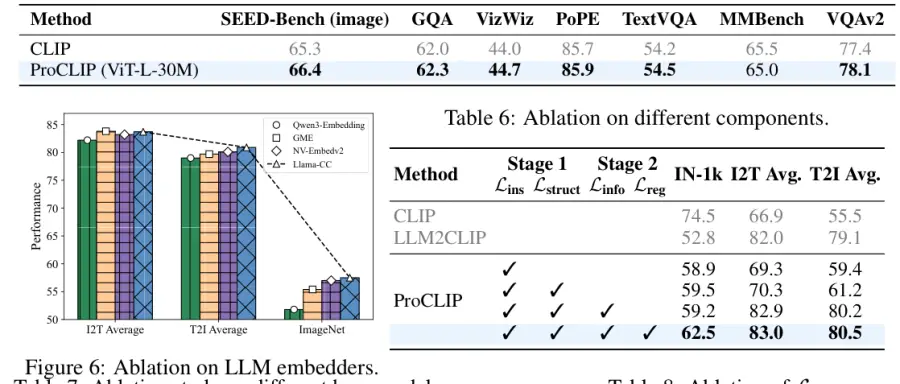 Method SEED-Bench (image) GQA VizWiz PoPE TextVQA MMBench VQAv2
CLIP 65.3 62.0 44.0 85.7 54.2 65.5 77.4
ProCLIP (ViT-L-30M) 66.4 62.3 44.7 85.9 54.5 65.0 78.1
Performance
85
80
75
70
65
60
55
50
Qwen3-Embedding
GME
NV-Embedv2
Llama-CC
I2T Average T2I Average ImageNet
Figure 6: Ablation on LLM embedders.
Table 6: Ablation on different components.
Method Stage 1 Stage 2 IN-1k I2T Avg. T2I Avg.
ℒins ℒstruct ℒinfo ℒreg
CLIP 74.5 66.9 55.5
LLM2CLIP 52.8 82.0 79.1
ProCLIP
✓ 58.9 69.3 59.4
✓ ✓ 59.5 70.3 61.2
✓ ✓ ✓ 59.2 82.9 80.2
✓ ✓ ✓ ✓ 62.5 83.0 80.5